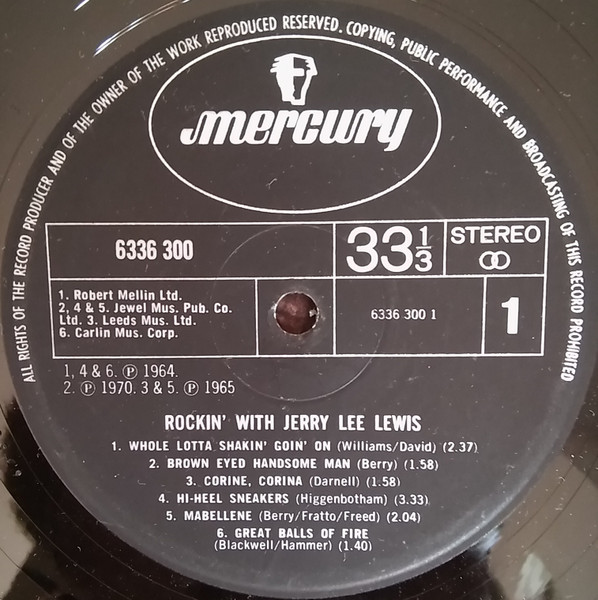 ALL RIGHTS OF THE RECORD PRODUCER AND OF THE OWNER OF THE WORK REPRODUCED RESERVED. COPYING, PUBLIC PERFORMANCE AND BROADCASTING OF THIS RECORD PROHIBITED
mercury
6336 300
33 1/3
STEREO
1. Robert Mellin Ltd.
2, 4 & 5. Jewel Mus. Pub. Co.
Ltd. 3. Leeds Mus. Ltd.
6. Carlin Mus. Corp.
6336 300 1
1
1, 4 & 6. Ⓟ 1964.
2. Ⓟ 1970. 3 & 5. Ⓟ 1965
ROCKIN' WITH JERRY LEE LEWIS
1. WHOLE LOTTA SHAKIN' GOIN' ON (Williams/David) (2.37)
2. BROWN EYED HANDSOME MAN (Berry) (1.58)
3. CORINE, CORINA (Darnell) (1.58)
4. HI-HEEL SNEAKERS (Higgenbotham) (3.33)
5. MABELLENE (Berry/Fratto/Freed) (2.04)
6. GREAT BALLS OF FIRE
(Blackwell/Hammer) (1.40)